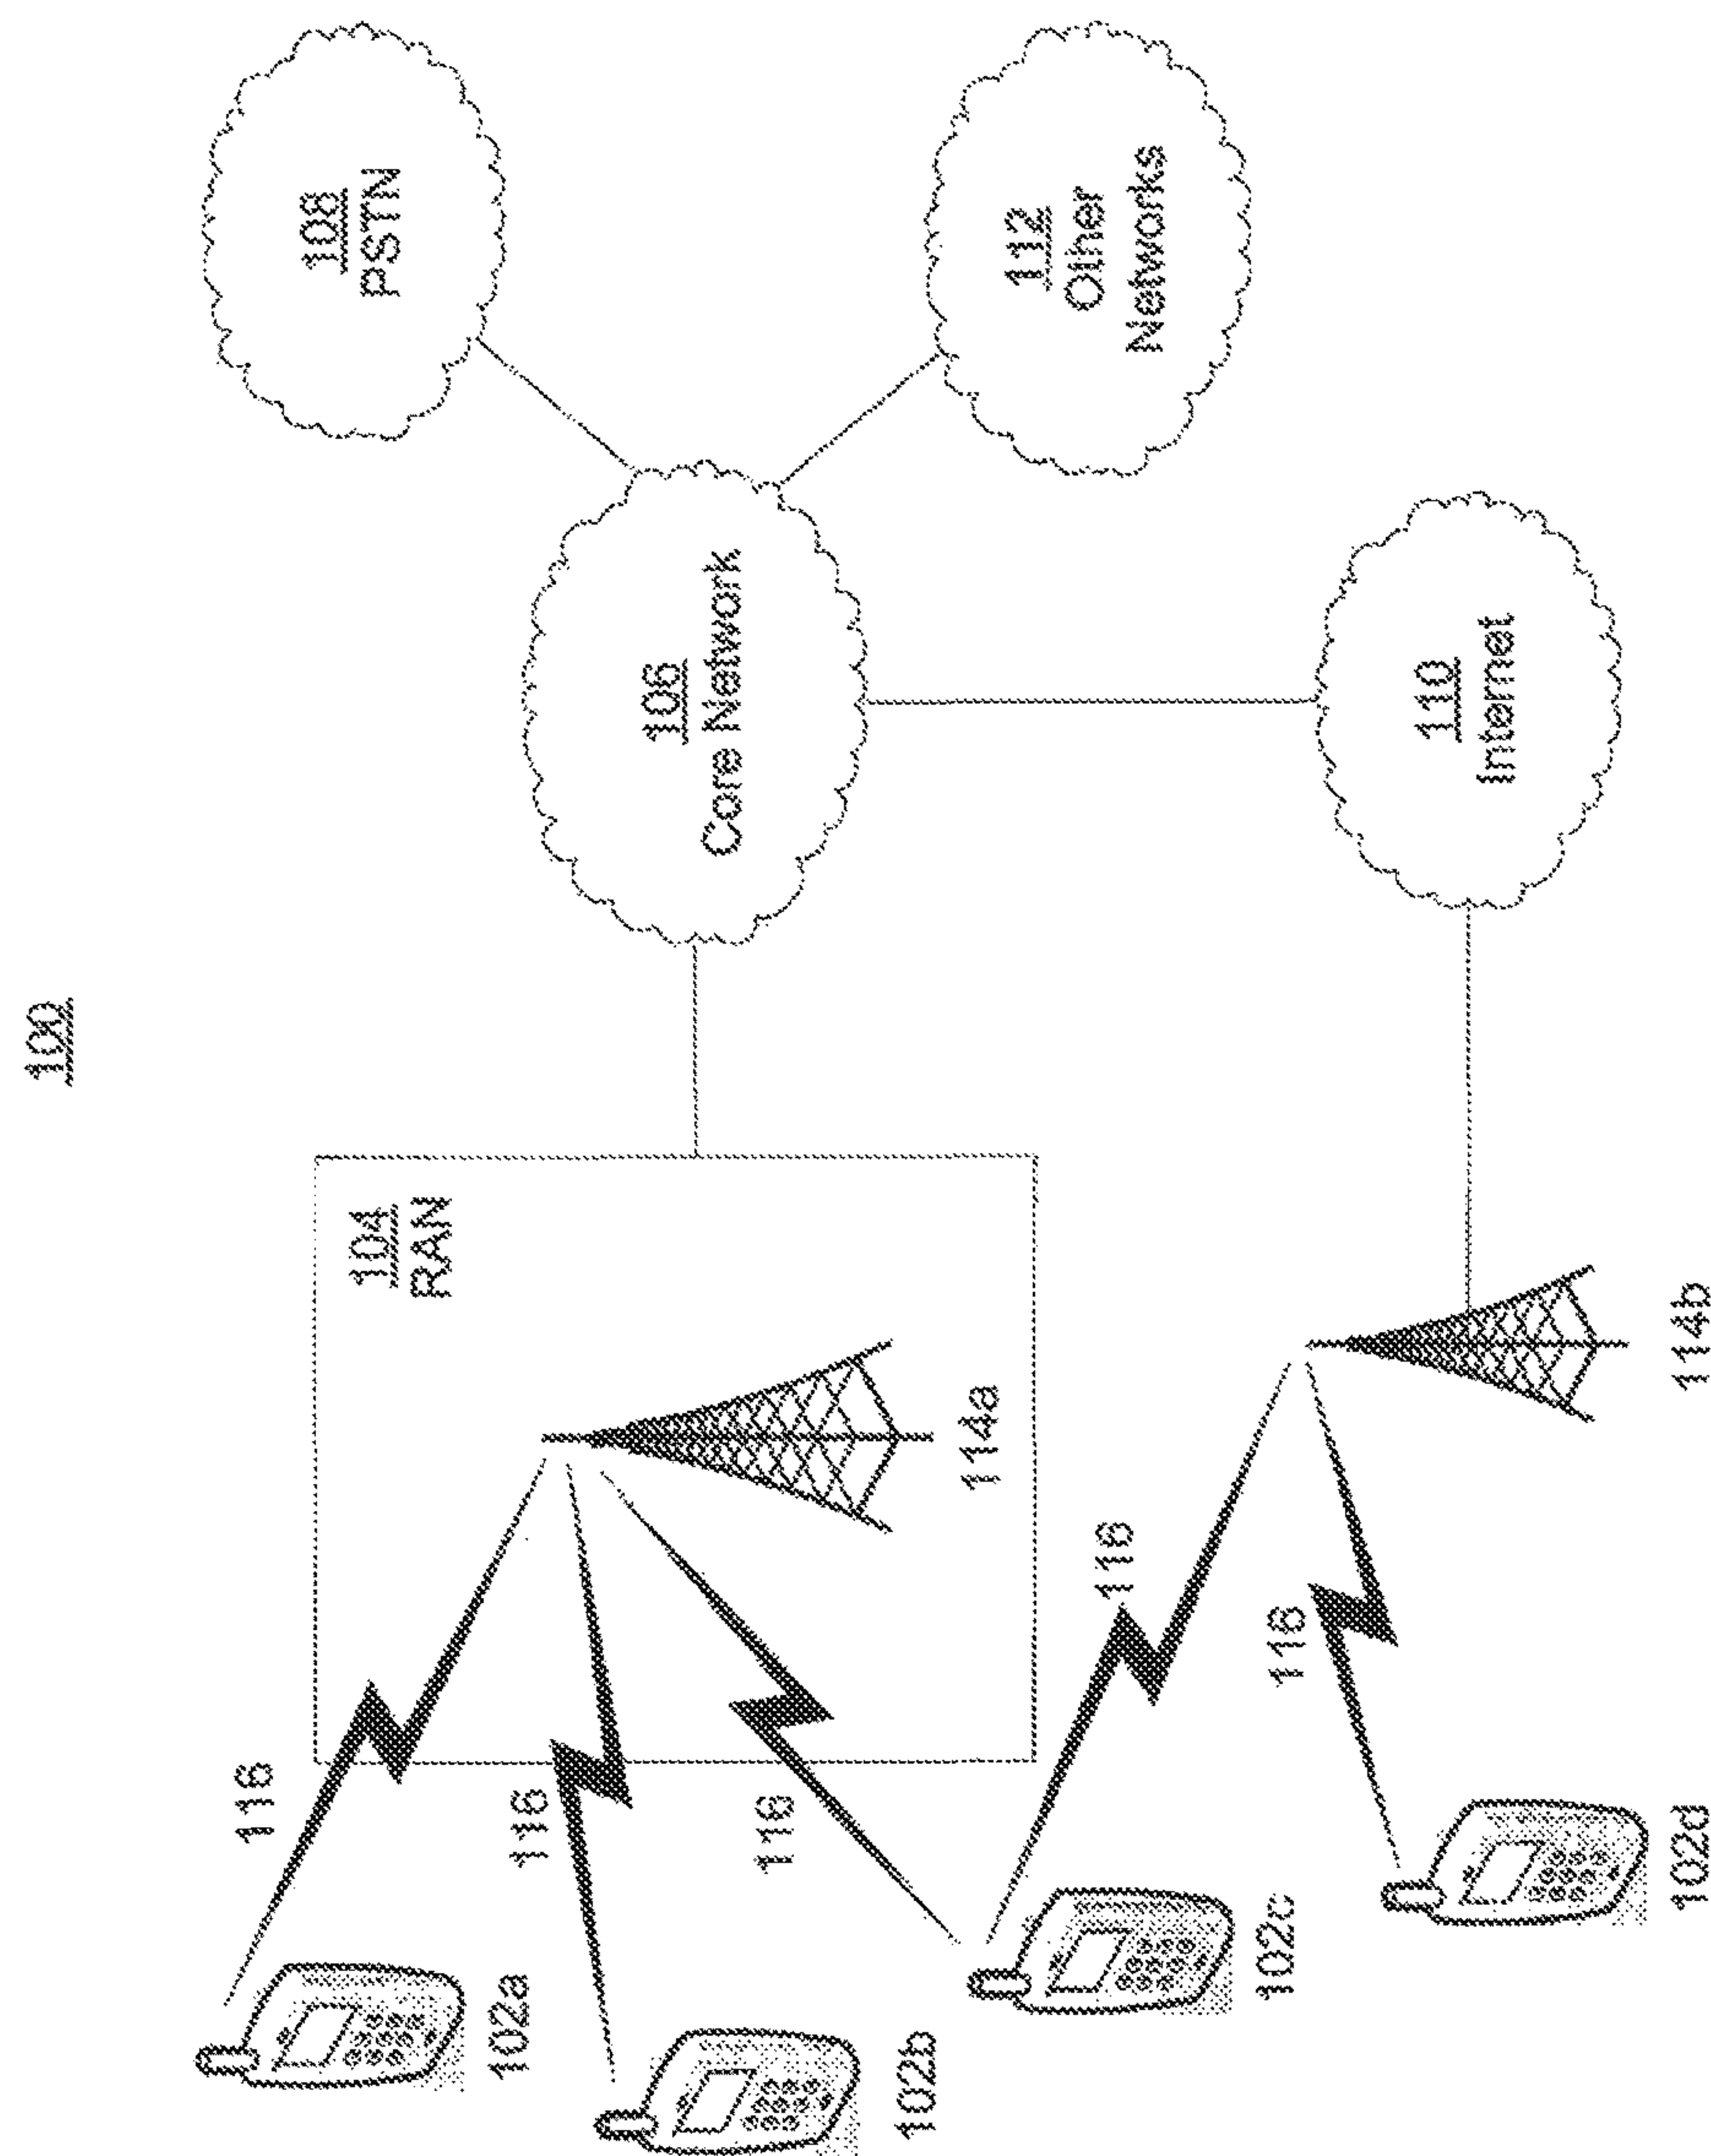 100
108
PSTN
106
Core Network
112
Other
Networks
104
RAN
110
Internet
114a
114b
116
116
116
116
116
102a
102b
102c
102d